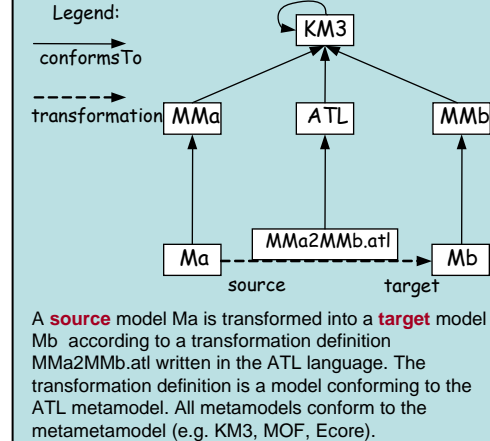 Legend:
conformsTo
transformation
KM3
MMa
ATL
MMb
MMa2MMb.atl
Ma
Mb
source
target
A source model Ma is transformed into a target model
Mb according to a transformation definition
MMa2MMb.atl written in the ATL language. The
transformation definition is a model conforming to the
ATL metamodel. All metamodels conform to the
metametamodel (e.g. KM3, MOF, Ecore).